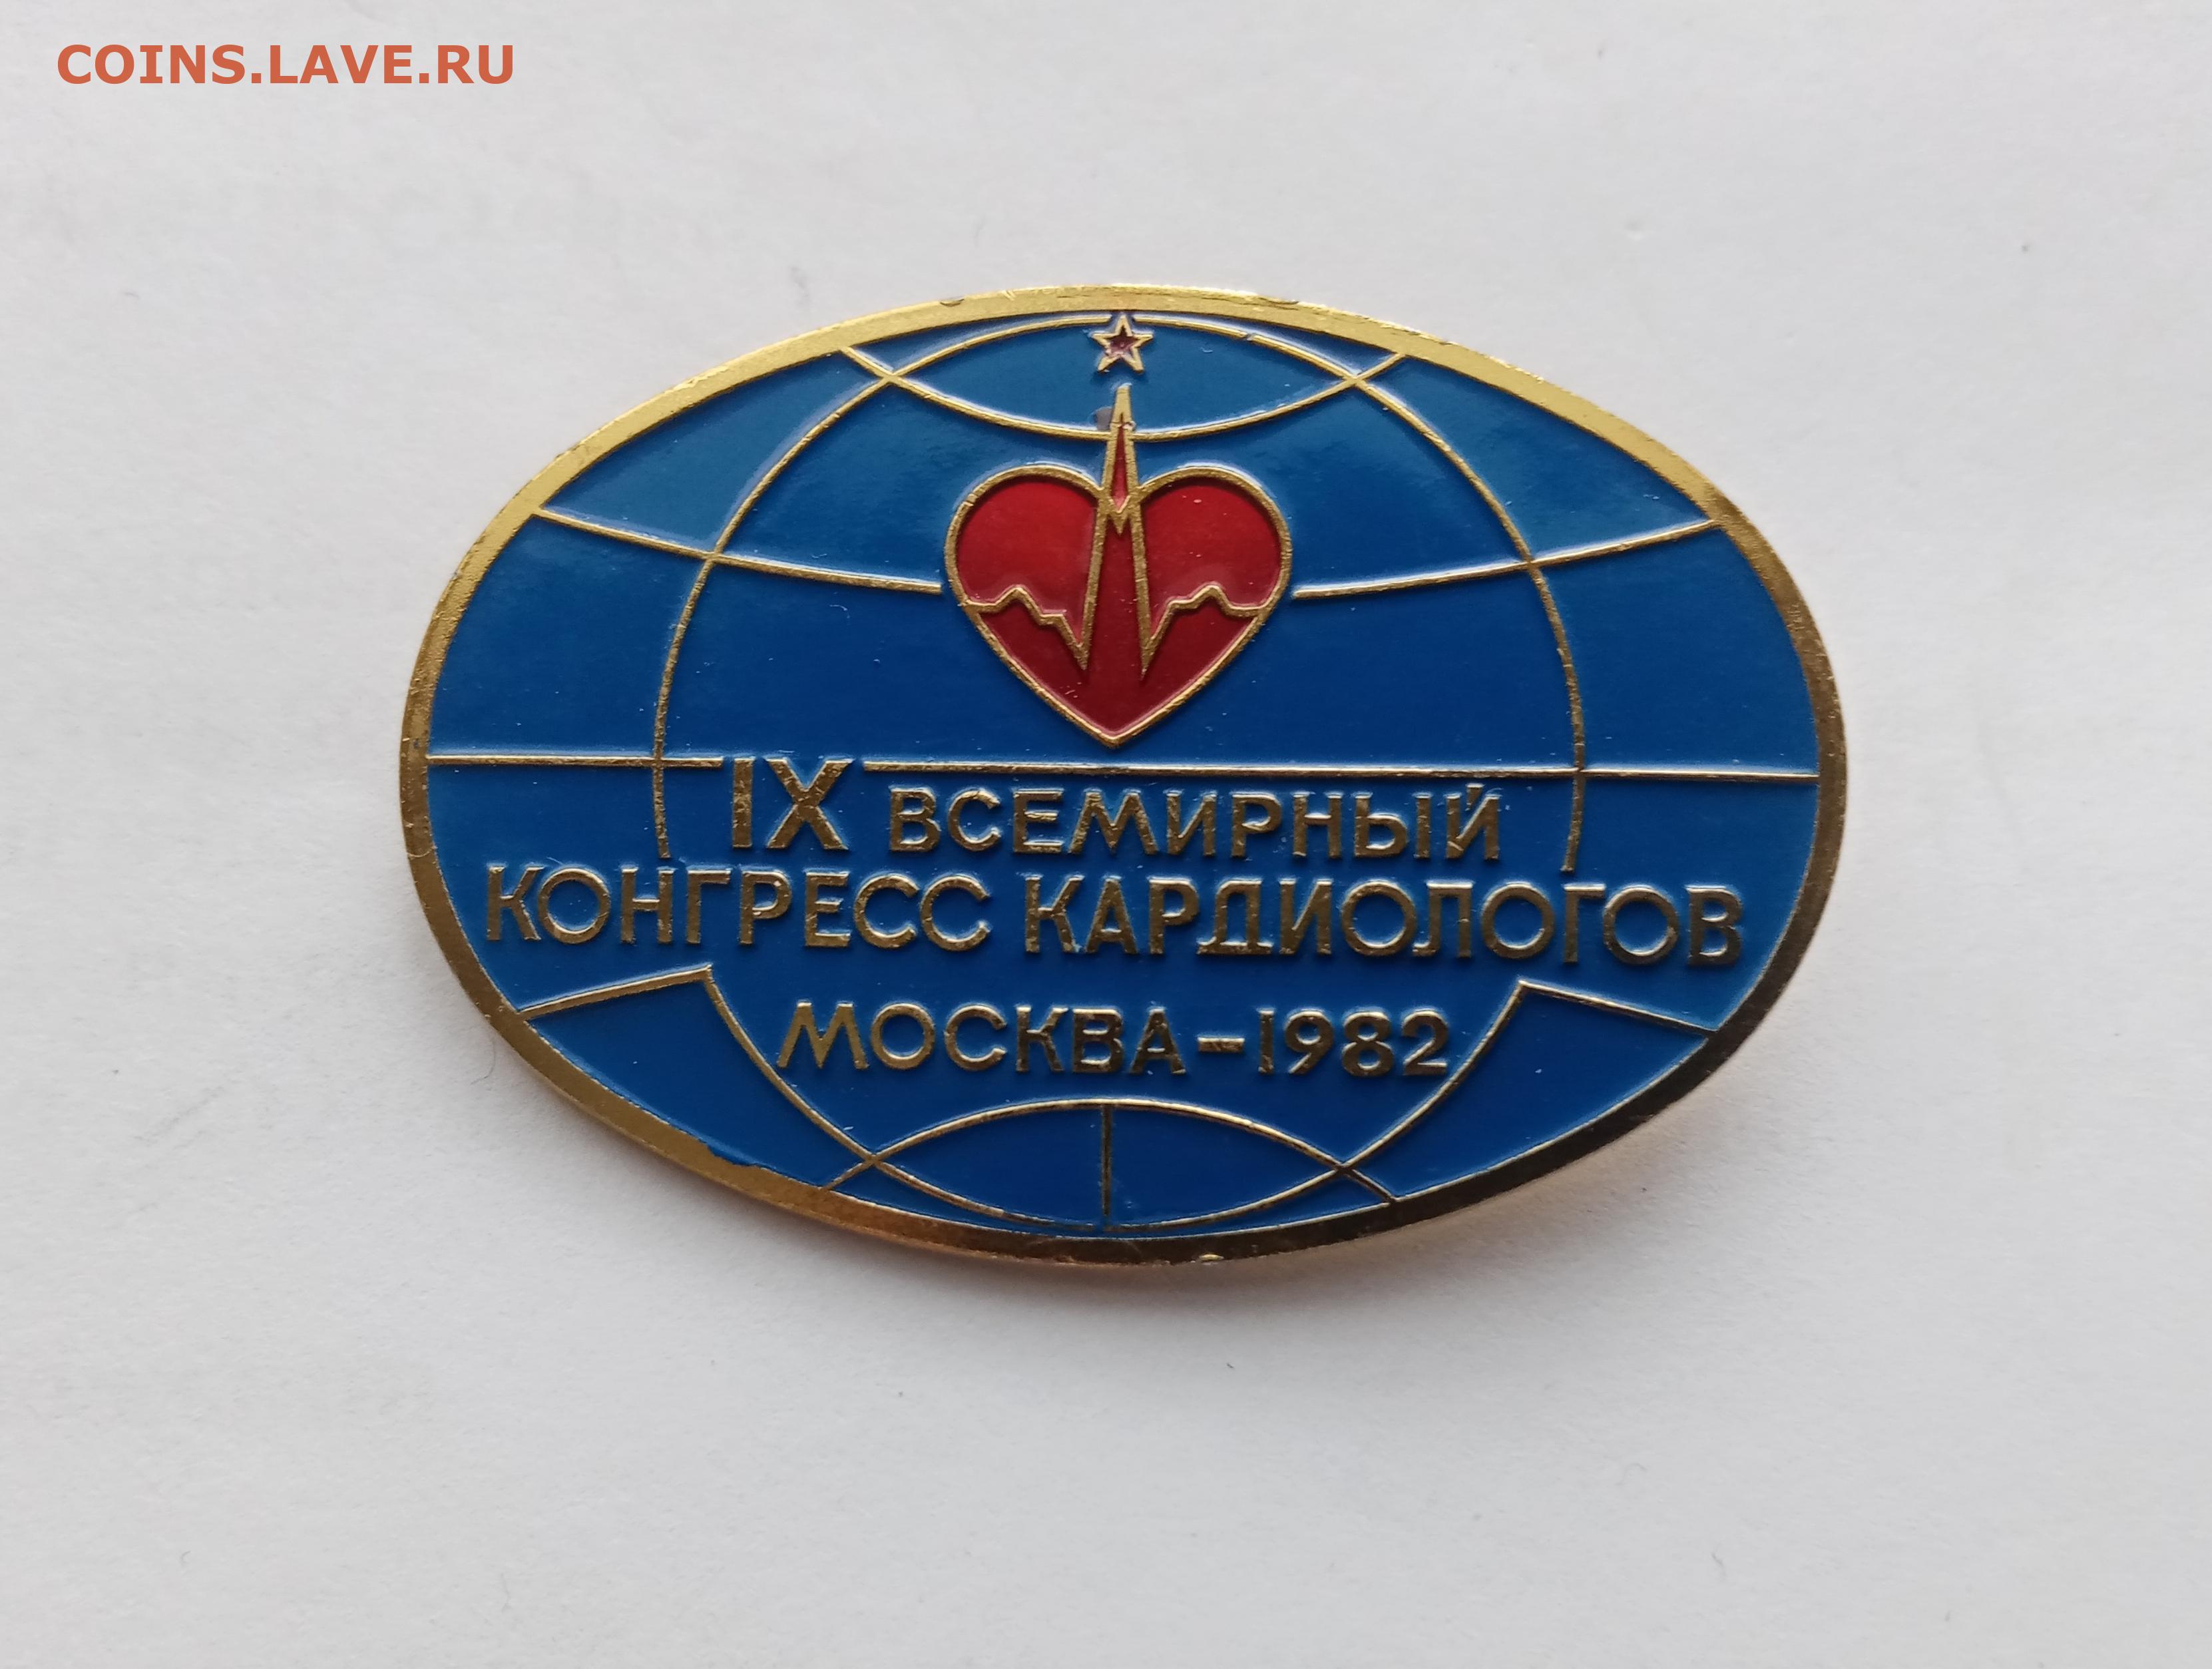 COINS.LAVE.RU
IX ВСЕМИРНЫЙ
КОНГРЕСС КАРДИОЛОГОВ
МОСКВА-1982